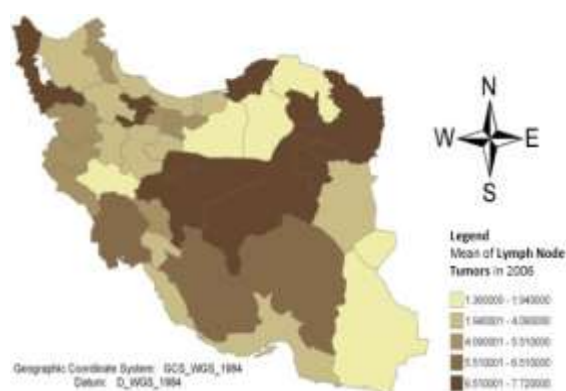 N
W E
S
Legend
Mean of Lymph Node
Tumors in 2006
1.380000 - 1.940000
1.940001 - 4.090000
4.090001 - 5.510000
5.510001 - 6.510000
6.510001 - 7.720000
Geographic Coordinate System: GCS_WGS_1984
Datum: D_WGS_1984